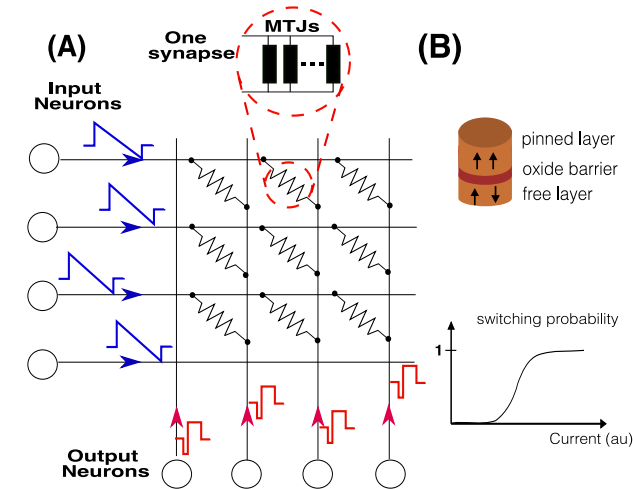 (A)
One
synapse
MTJs
Input
Neurons
Output
Neurons
(B)
pinned layer
oxide barrier
free layer
switching probability
1
Current (au)